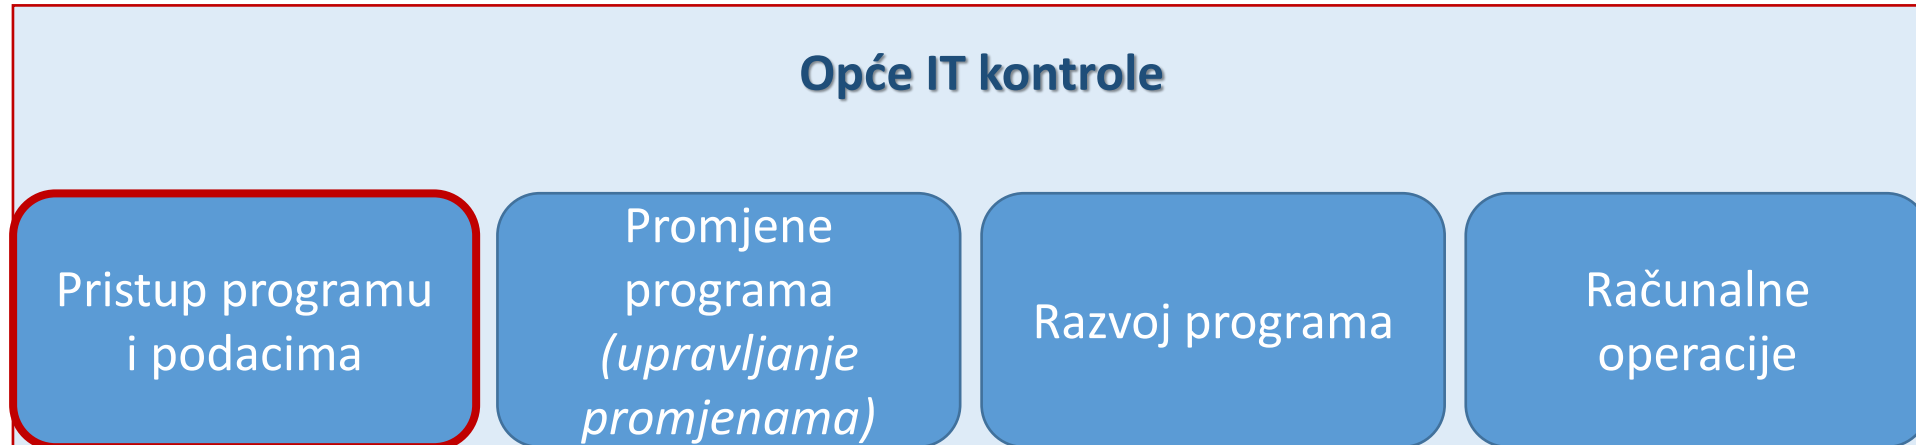 Opće IT kontrole
Pristup programu
i podacima
Promjene
programa
(upravljanje
promjenama)
Razvoj programa
Računalne
operacije